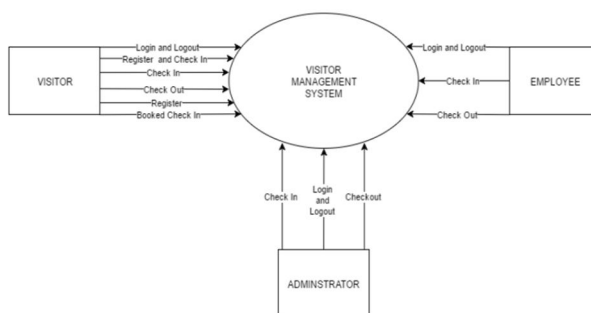 Login and Logout
Register and Check In
Check In
Check Out
Register
Booked Check In
VISITOR
VISITOR
MANAGEMENT
SYSTEM
Login and Logout
Check In
Check Out
EMPLOYEE
Check In
Login
and
Logout
Checkout
ADMINSTRATOR